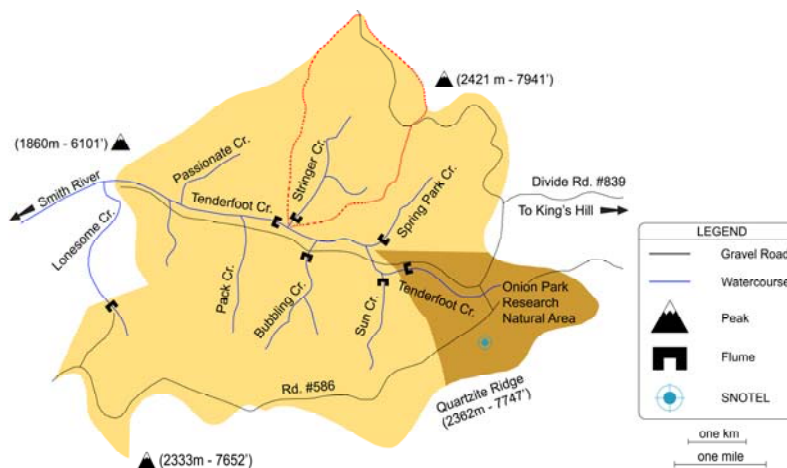 (2421 m - 7941')
(1860m - 6101')
Passionate Cr.
Stringer Cr.
Smith River
Tenderfoot Cr.
Spring Park Cr.
Divide Rd. #839
To King's Hill
Lonesome Cr.
Pack Cr.
Bubbling Cr.
Sun Cr.
Tenderfoot Cr.
Onion Park
Research
Natural Area
Rd. #586
Quartzite Ridge
(2362m - 7747')
(2333m - 7652')
LEGEND
Gravel Road
Watercourse
Peak
Flume
SNOTEL
one km
one mile